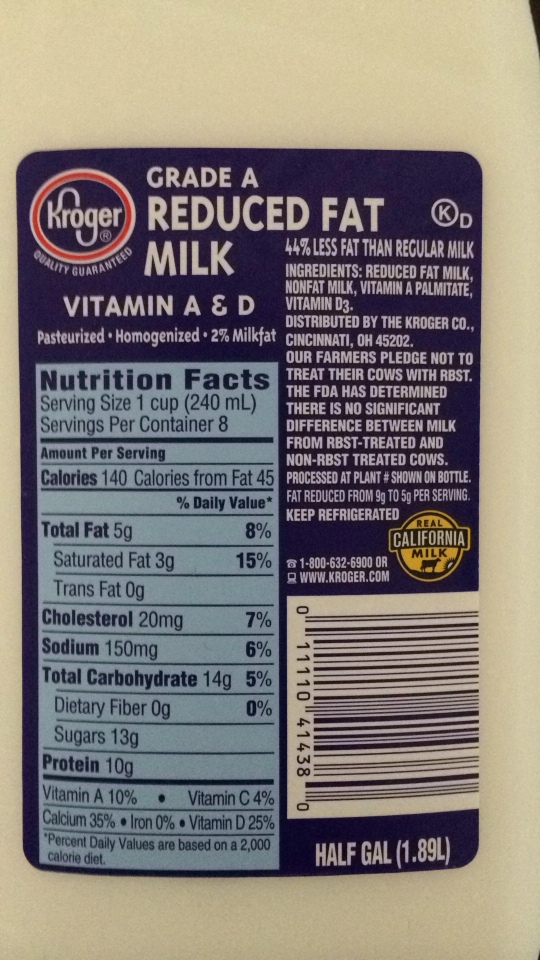 Kroger®
QUALITY GUARANTEED
GRADE A
REDUCED FAT
MILK
VITAMIN A & D
Pasteurized • Homogenized • 2% Milkfat
K D
44% LESS FAT THAN REGULAR MILK
INGREDIENTS: REDUCED FAT MILK,
NONFAT MILK, VITAMIN A PALMITATE,
VITAMIN D3.
DISTRIBUTED BY THE KROGER CO.,
CINCINNATI, OH 45202.
OUR FARMERS PLEDGE NOT TO
TREAT THEIR COWS WITH RBST.
THE FDA HAS DETERMINED
THERE IS NO SIGNIFICANT
DIFFERENCE BETWEEN MILK
FROM RBST-TREATED AND
NON-RBST TREATED COWS.
PROCESSED AT PLANT # SHOWN ON BOTTLE.
FAT REDUCED FROM 9g TO 5g PER SERVING.
KEEP REFRIGERATED
REAL
CALIFORNIA
MILK
1-800-632-6900 OR
WWW.KROGER.COM
Nutrition Facts
Serving Size 1 cup (240 mL)
Servings Per Container 8
Amount Per Serving
Calories 140 Calories from Fat 45
% Daily Value*
Total Fat 5g 8%
Saturated Fat 3g 15%
Trans Fat 0g
Cholesterol 20mg 7%
Sodium 150mg 6%
Total Carbohydrate 14g 5%
Dietary Fiber 0g 0%
Sugars 13g
Protein 10g
Vitamin A 10% • Vitamin C 4%
Calcium 35% • Iron 0% • Vitamin D 25%
*Percent Daily Values are based on a 2,000
calorie diet.
0 11110 41438 0
HALF GAL (1.89L)